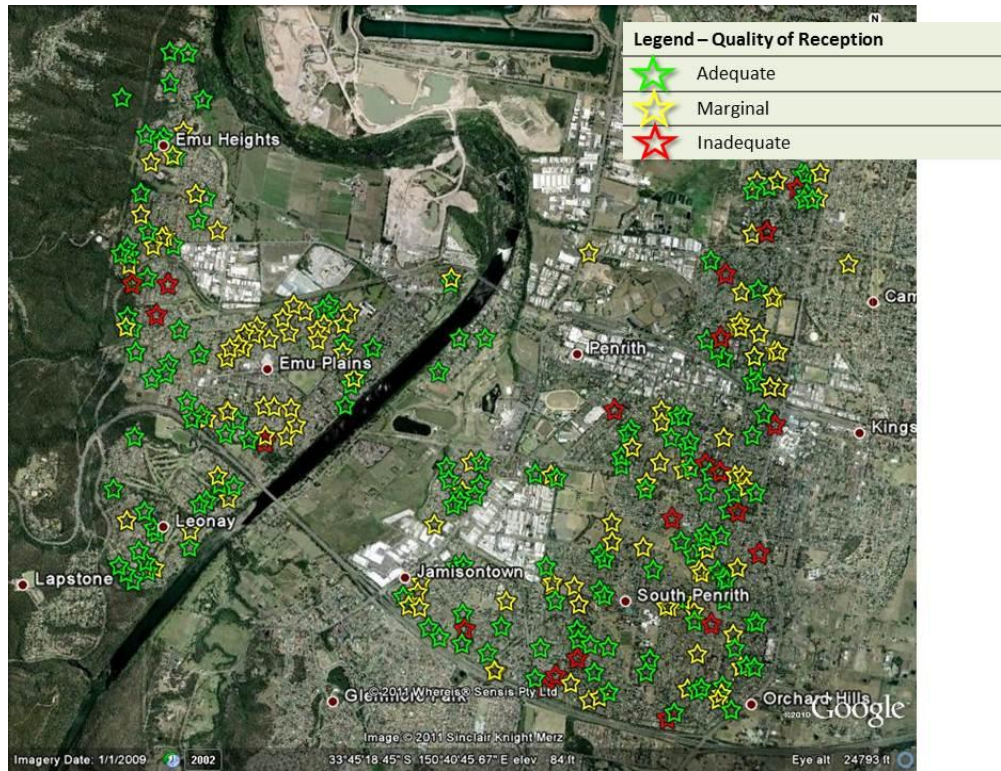 N
Legend – Quality of Reception
Adequate
Marginal
Inadequate
Emu Heights
Cam
Penrith
Emu Plains
Kings
Leonay
Lapstone
Jamisontown
South Penrith
© 2011 Whereis® Sensis Pty Ltd
Orchard Hills
©2010 Google
Image © 2011 Sinclair Knight Merz
Imagery Date: 1/1/2009
2002
33°45'18.45" S 150°40'45.67" E elev 84 ft
Eye alt 24793 ft